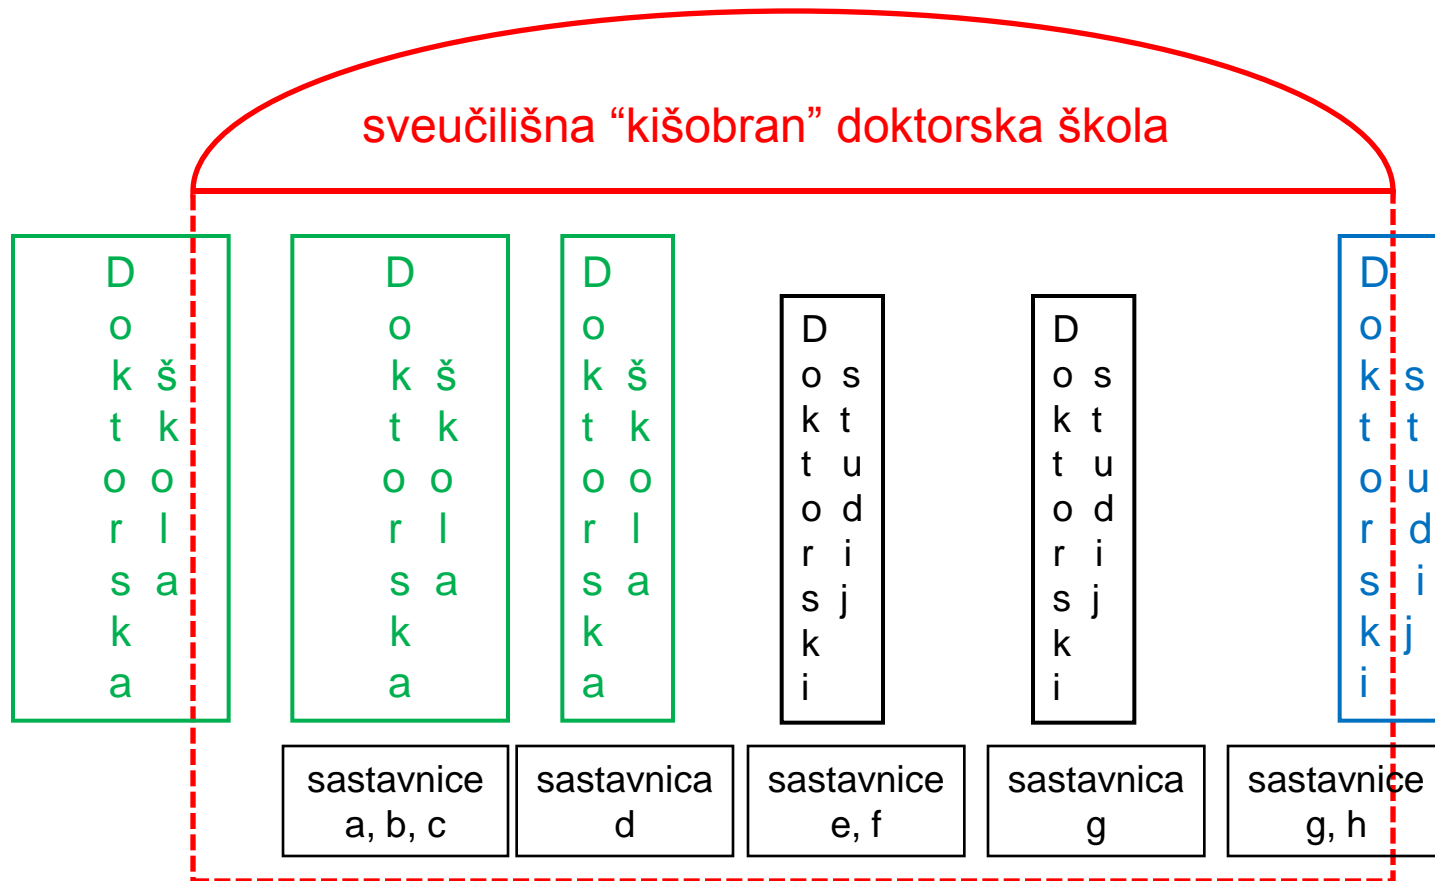 sveučilišna “kišobran” doktorska škola
Doktorska
škola
Doktorska
škola
Doktorska
škola
Doktorski
studij
Doktorski
studij
Doktorski
studij
sastavnice
a, b, c
sastavnica
d
sastavnice
e, f
sastavnica
g
sastavnice
g, h